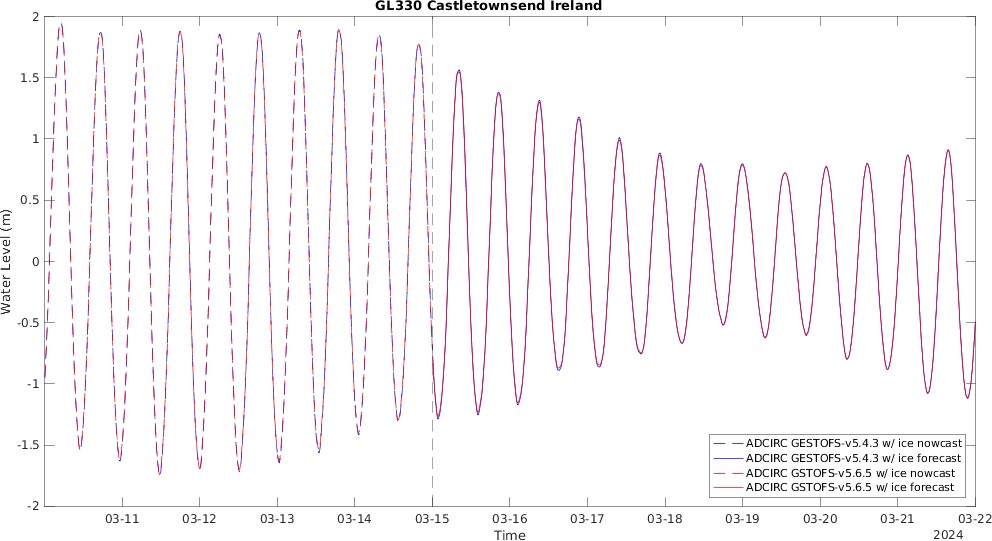 GL330 Castletownsend Ireland
2
1.5
1
0.5
0
-0.5
-1
-1.5
-2
Water Level (m)
ADCIRC GESTOFS-v5.4.3 w/ ice nowcast
ADCIRC GESTOFS-v5.4.3 w/ ice forecast
ADCIRC GSTOFS-v5.6.5 w/ ice nowcast
ADCIRC GSTOFS-v5.6.5 w/ ice forecast
03-11 03-12 03-13 03-14 03-15 03-16 03-17 03-18 03-19 03-20 03-21 03-22
Time
2024